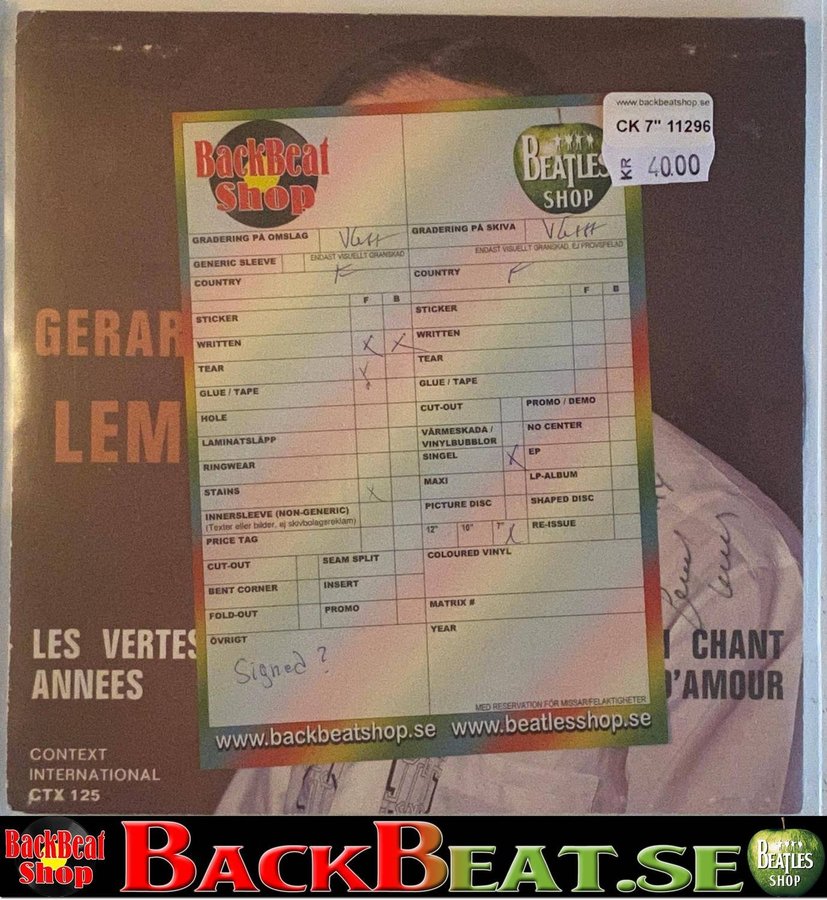 www.backbeatshop.se
CK 7" 11296
KR 40.00
BackBeat
Shop
BEATLES
SHOP
GRADERING PÅ OMSLAG VG++
GRADERING PÅ SKIVA VG++
ENDAST VISUELLT GRANSKAD
ENDAST VISUELLT GRANSKAD, EJ PROVSPELAD
GENERIC SLEEVE
COUNTRY F
COUNTRY F
F B
F B
STICKER
STICKER
WRITTEN X X
WRITTEN
TEAR X
TEAR
GLUE / TAPE
GLUE / TAPE
HOLE
CUT-OUT
PROMO / DEMO
LAMINATSLÄPP
VÄRMESKADA /
VINYLBUBBLOR
NO CENTER
RINGWEAR
SINGEL X
EP
STAINS X
MAXI
LP-ALBUM
INNERSLEEVE (NON-GENERIC)
(Texter eller bilder, ej skivbolagsreklam)
PICTURE DISC
SHAPED DISC
PRICE TAG
12" 10" 7" X
RE-ISSUE
CUT-OUT
SEAM SPLIT
COLOURED VINYL
BENT CORNER
INSERT
FOLD-OUT
PROMO
MATRIX #
ÖVRIGT
YEAR
Signed?
MED RESERVATION FÖR MISSAR/FELAKTIGHETER
www.backbeatshop.se www.beatlesshop.se
GERAR
LEM
LES VERTES
ANNEES
CHANT
D'AMOUR
CONTEXT
INTERNATIONAL
CTX 125
BackBeat
Shop
BACKBEAT.SE
BEATLES
SHOP